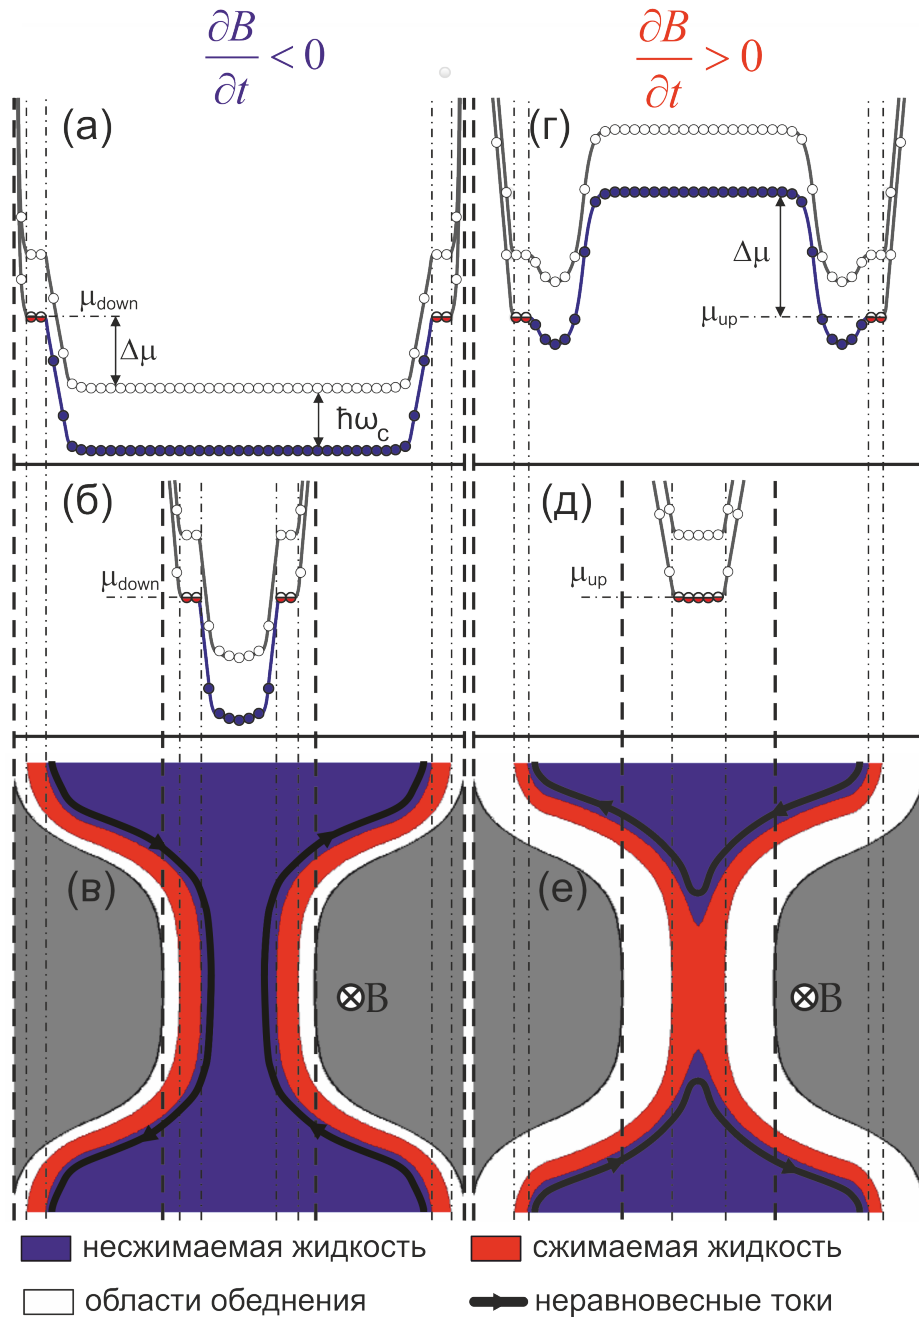 ∂B/∂t < 0
∂B/∂t > 0
(а)
(г)
μdown
Δμ
ħωc
Δμ
μup
(б)
(д)
μdown
μup
(в)
(е)
B
B
несжимаемая жидкость
сжимаемая жидкость
области обеднения
неравновесные токи